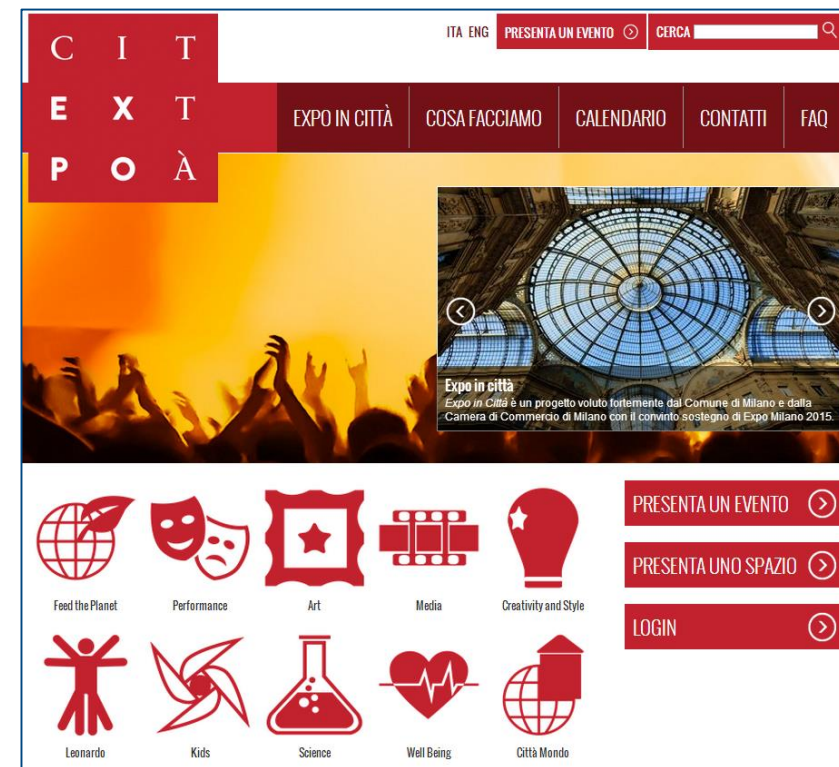 C I T
EX T
PO À
ITA ENG PRESENTA UN EVENTO CERCA
EXPO IN CITTÀ COSA FACCIAMO CALENDARIO CONTATTI FAQ
Expo in città
Expo in Città è un progetto voluto fortemente dal Comune di Milano e dalla
Camera di Commercio di Milano con il convinto sostegno di Expo Milano 2015.
PRESENTA UN EVENTO
PRESENTA UNO SPAZIO
LOGIN
Feed the Planet Performance Art Media Creativity and Style
Leonardo Kids Science Well Being Città Mondo